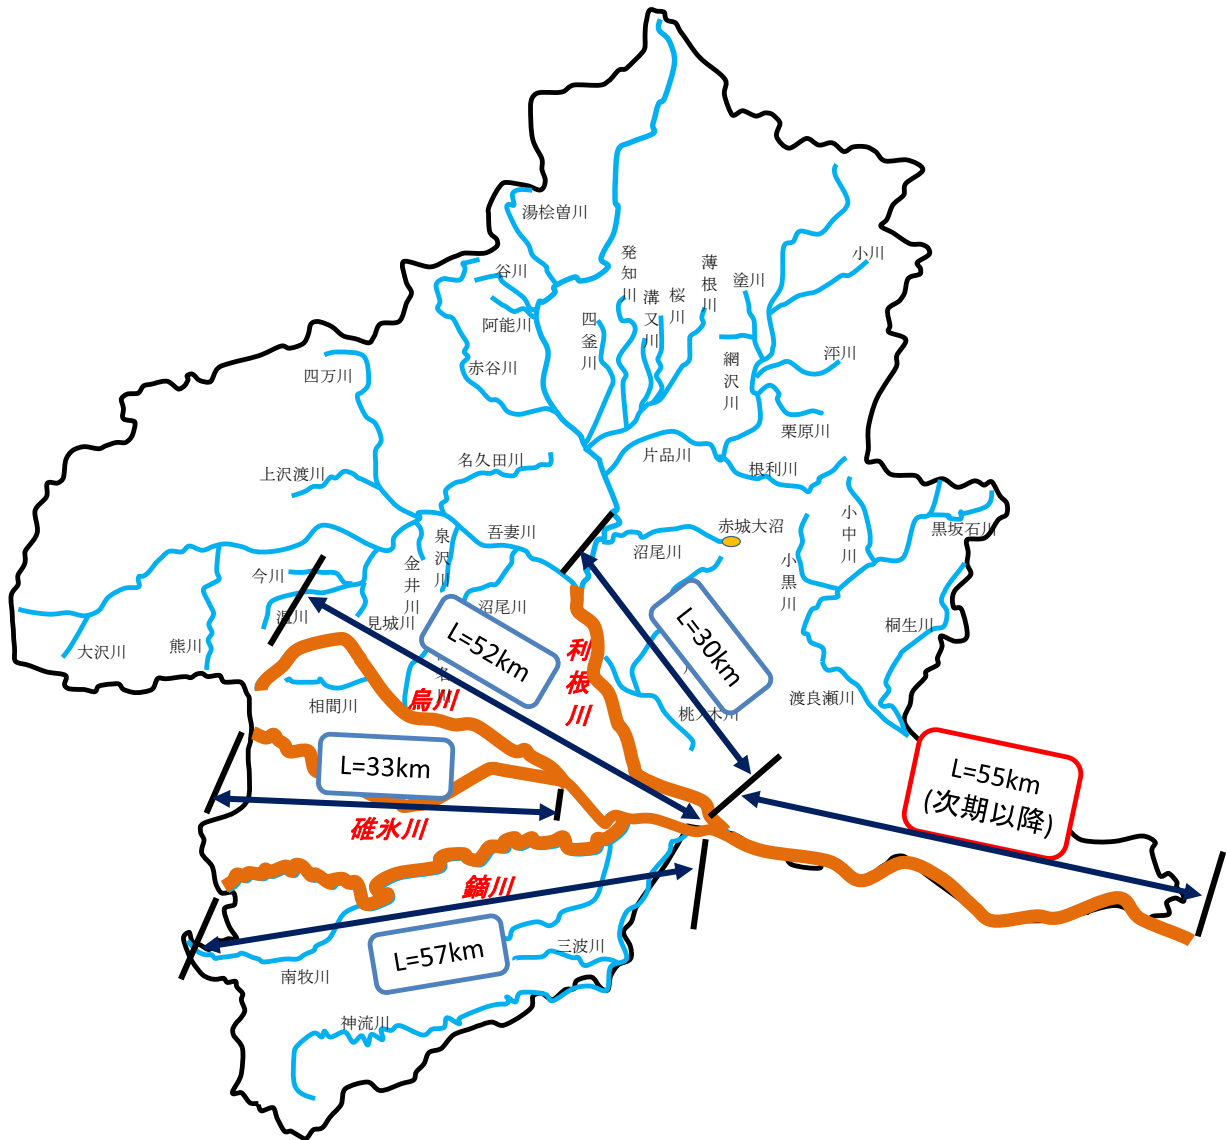 湯桧曽川
谷川
阿能川
赤谷川
四釜川
発知川
溝又川
桜川
薄根川
塗川
小川
網沢川
泙川
栗原川
四万川
上沢渡川
名久田川
片品川
根利川
吾妻川
泉沢川
金井川
赤城大沼
沼尾川
小中川
黒坂石川
小黒川
今川
温川
見城川
沼尾川
桐生川
大沢川
熊川
L=52km
L=30km
利根川
相間川
烏川
渡良瀬川
L=33km
碓氷川
L=55km
(次期以降)
鏑川
L=57km
三波川
南牧川
神流川